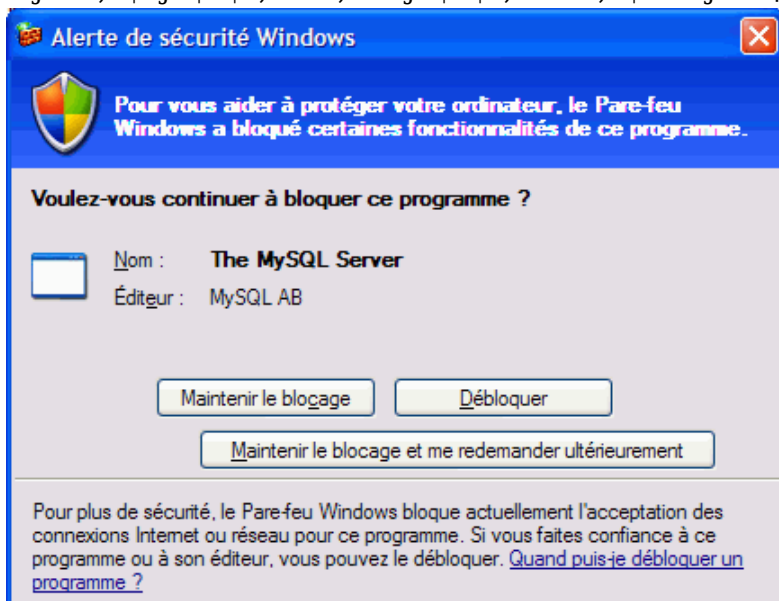 Alerte de sécurité Windows
Pour vous aider à protéger votre ordinateur, le Pare-feu
Windows a bloqué certaines fonctionnalités de ce programme.
Voulez-vous continuer à bloquer ce programme ?
Nom : The MySQL Server
Éditeur : MySQL AB
Maintenir le blocage Débloquer
Maintenir le blocage et me redemander ultérieurement
Pour plus de sécurité, le Pare-feu Windows bloque actuellement l'acceptation des
connexions Internet ou réseau pour ce programme. Si vous faites confiance à ce
programme ou à son éditeur, vous pouvez le débloquer. Quand puis-je débloquer un
programme ?